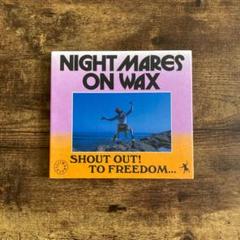 NIGHTMARES
ON WAX
SHOUT OUT!
TO FREEDOM...